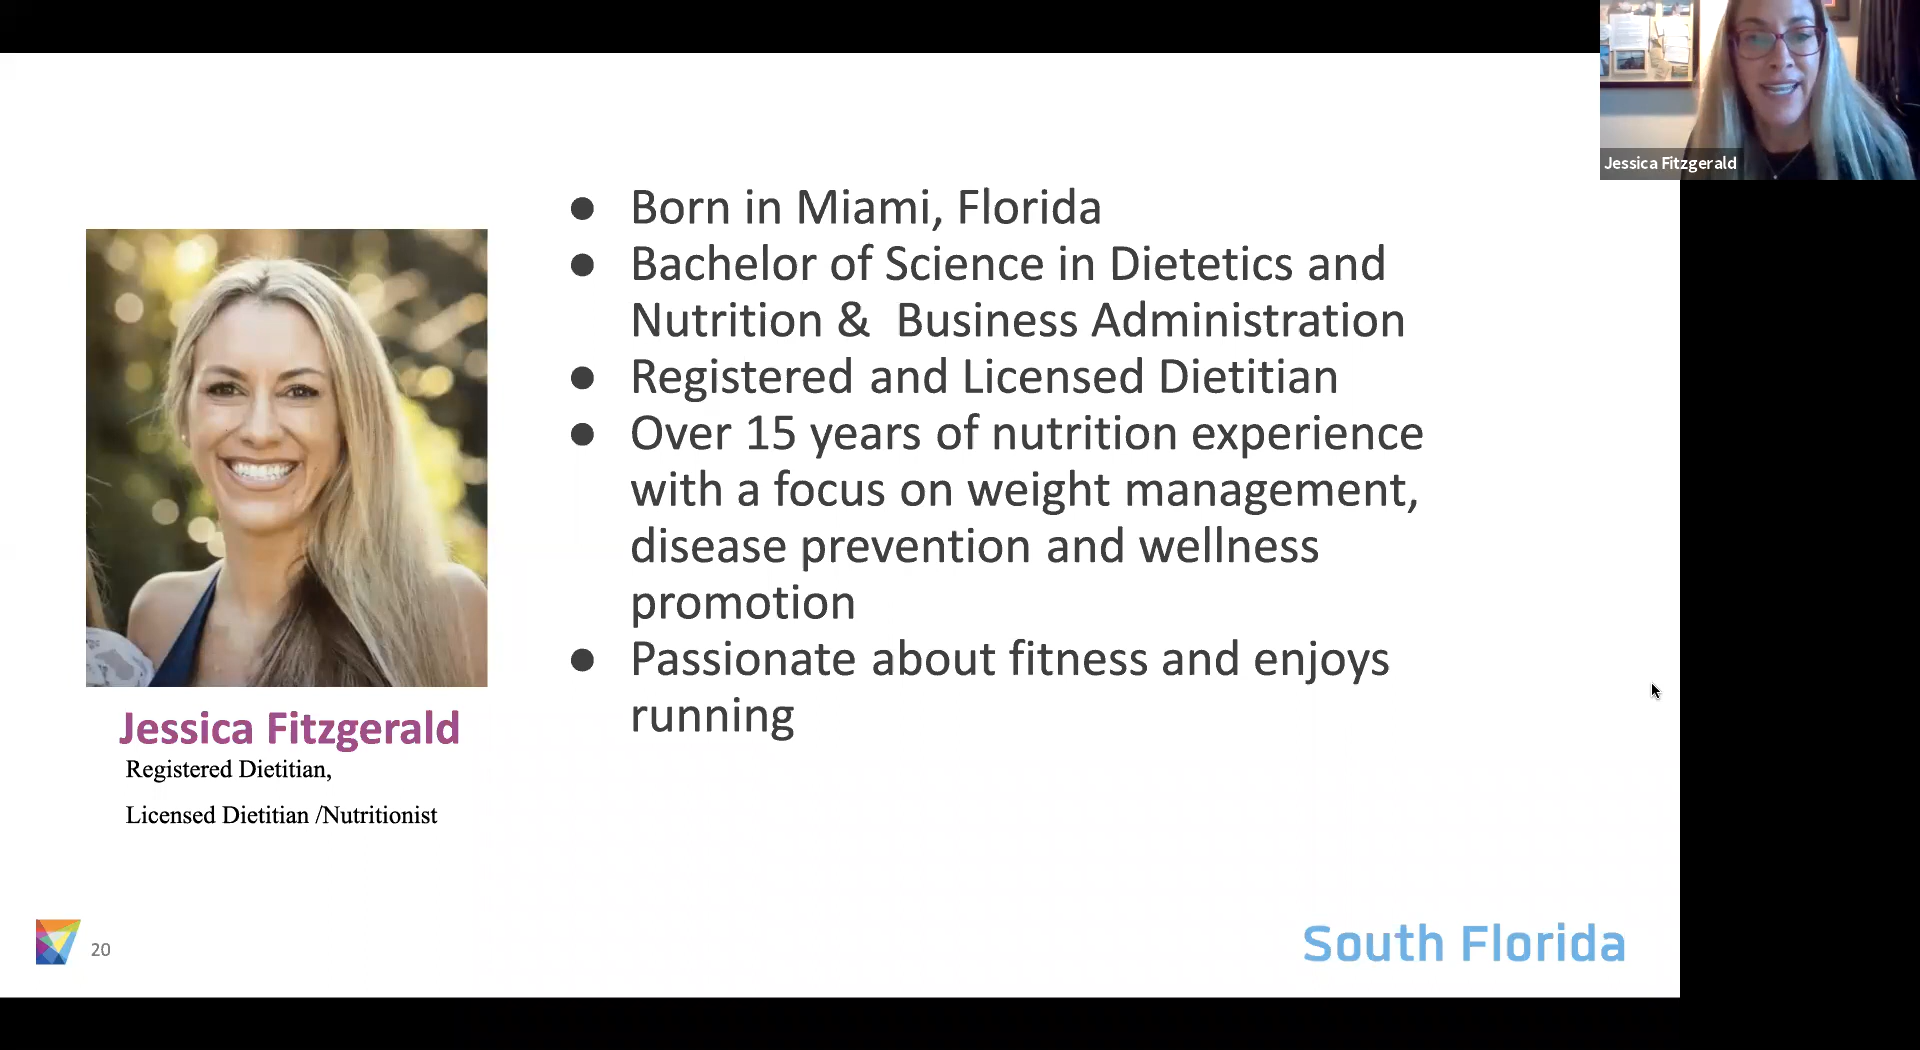 Jessica Fitzgerald
● Born in Miami, Florida
● Bachelor of Science in Dietetics and
Nutrition & Business Administration
● Registered and Licensed Dietitian
● Over 15 years of nutrition experience
with a focus on weight management,
disease prevention and wellness
promotion
● Passionate about fitness and enjoys
running
Jessica Fitzgerald
Registered Dietitian,
Licensed Dietitian /Nutritionist
20
South Florida